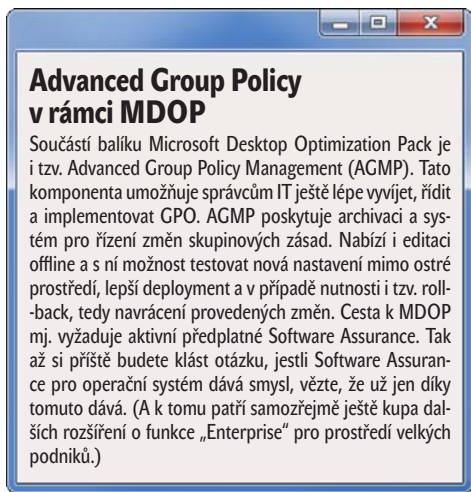 Advanced Group Policy
v rámci MDOP
Součástí balíku Microsoft Desktop Optimization Pack je
i tzv. Advanced Group Policy Management (AGMP). Tato
komponenta umožňuje správcům IT ještě lépe vyvíjet, řídit
a implementovat GPO. AGMP poskytuje archivaci a sys-
tém pro řízení změn skupinových zásad. Nabízí i editaci
offline a s ní možnost testovat nová nastavení mimo ostré
prostředí, lepší deployment a v případě nutnosti i tzv. roll-
-back, tedy navrácení provedených změn. Cesta k MDOP
mj. vyžaduje aktivní předplatné Software Assurance. Tak
až si příště budete klást otázku, jestli Software Assuran-
ce pro operační systém dává smysl, vězte, že už jen díky
tomuto dává. (A k tomu patří samozřejmě ještě kupa dal-
ších rozšíření o funkce „Enterprise“ pro prostředí velkých
podniků.)